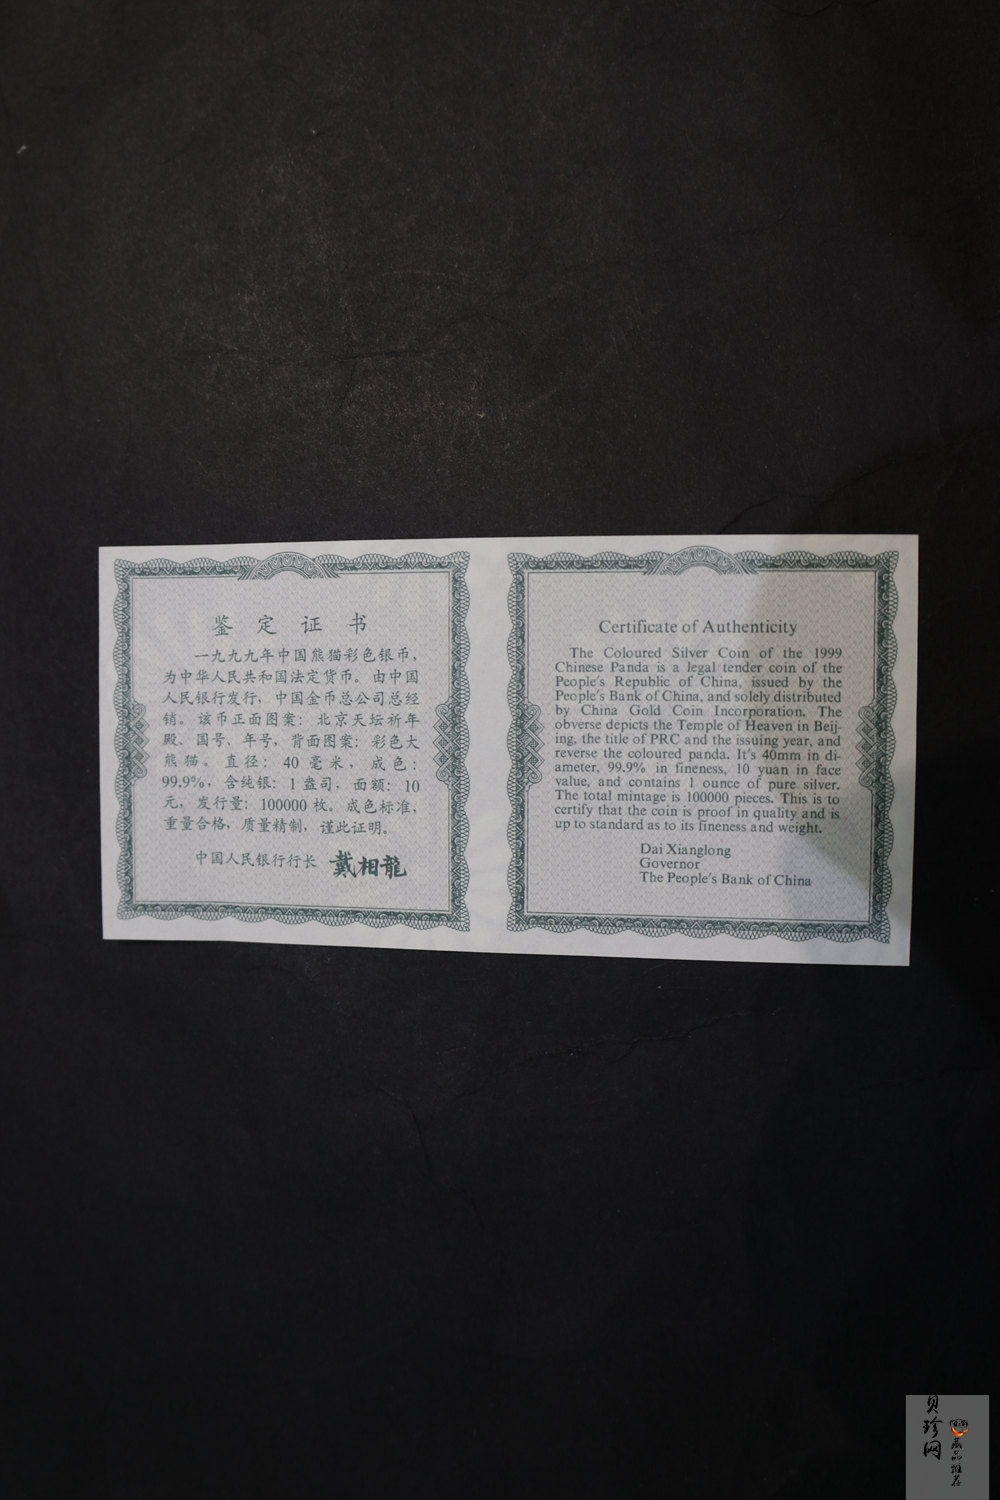 鉴定证书
一九九九年中国熊猫彩色银币，
为中华人民共和国法定货币。由中国
人民银行发行，中国金币总公司总经
销。该币正面图案：北京天坛祈年
殿、国号、年号，背面图案：彩色大
熊猫。直径：40毫米，成色：
99.9%，含纯银：1盎司，面额：10
元，发行量：100000枚。成色标准，
重量合格，质量精制，谨此证明。
中国人民银行行长 戴相龍
Certificate of Authenticity
The Coloured Silver Coin of the 1999
Chinese Panda is a legal tender coin of the
People's Republic of China, issued by the
People's Bank of China, and solely distributed
by China Gold Coin Incorporation. The
obverse depicts the Temple of Heaven in Beij-
ing, the title of PRC and the issuing year, and
reverse the coloured panda. It's 40mm in di-
ameter, 99.9% in fineness, 10 yuan in face
value, and contains 1 ounce of pure silver.
The total mintage is 100000 pieces. This is to
certify that the coin is proof in quality and is
up to standard as to its fineness and weight.
Dai Xianglong
Governor
The People's Bank of China
贝珍网
藏品推荐